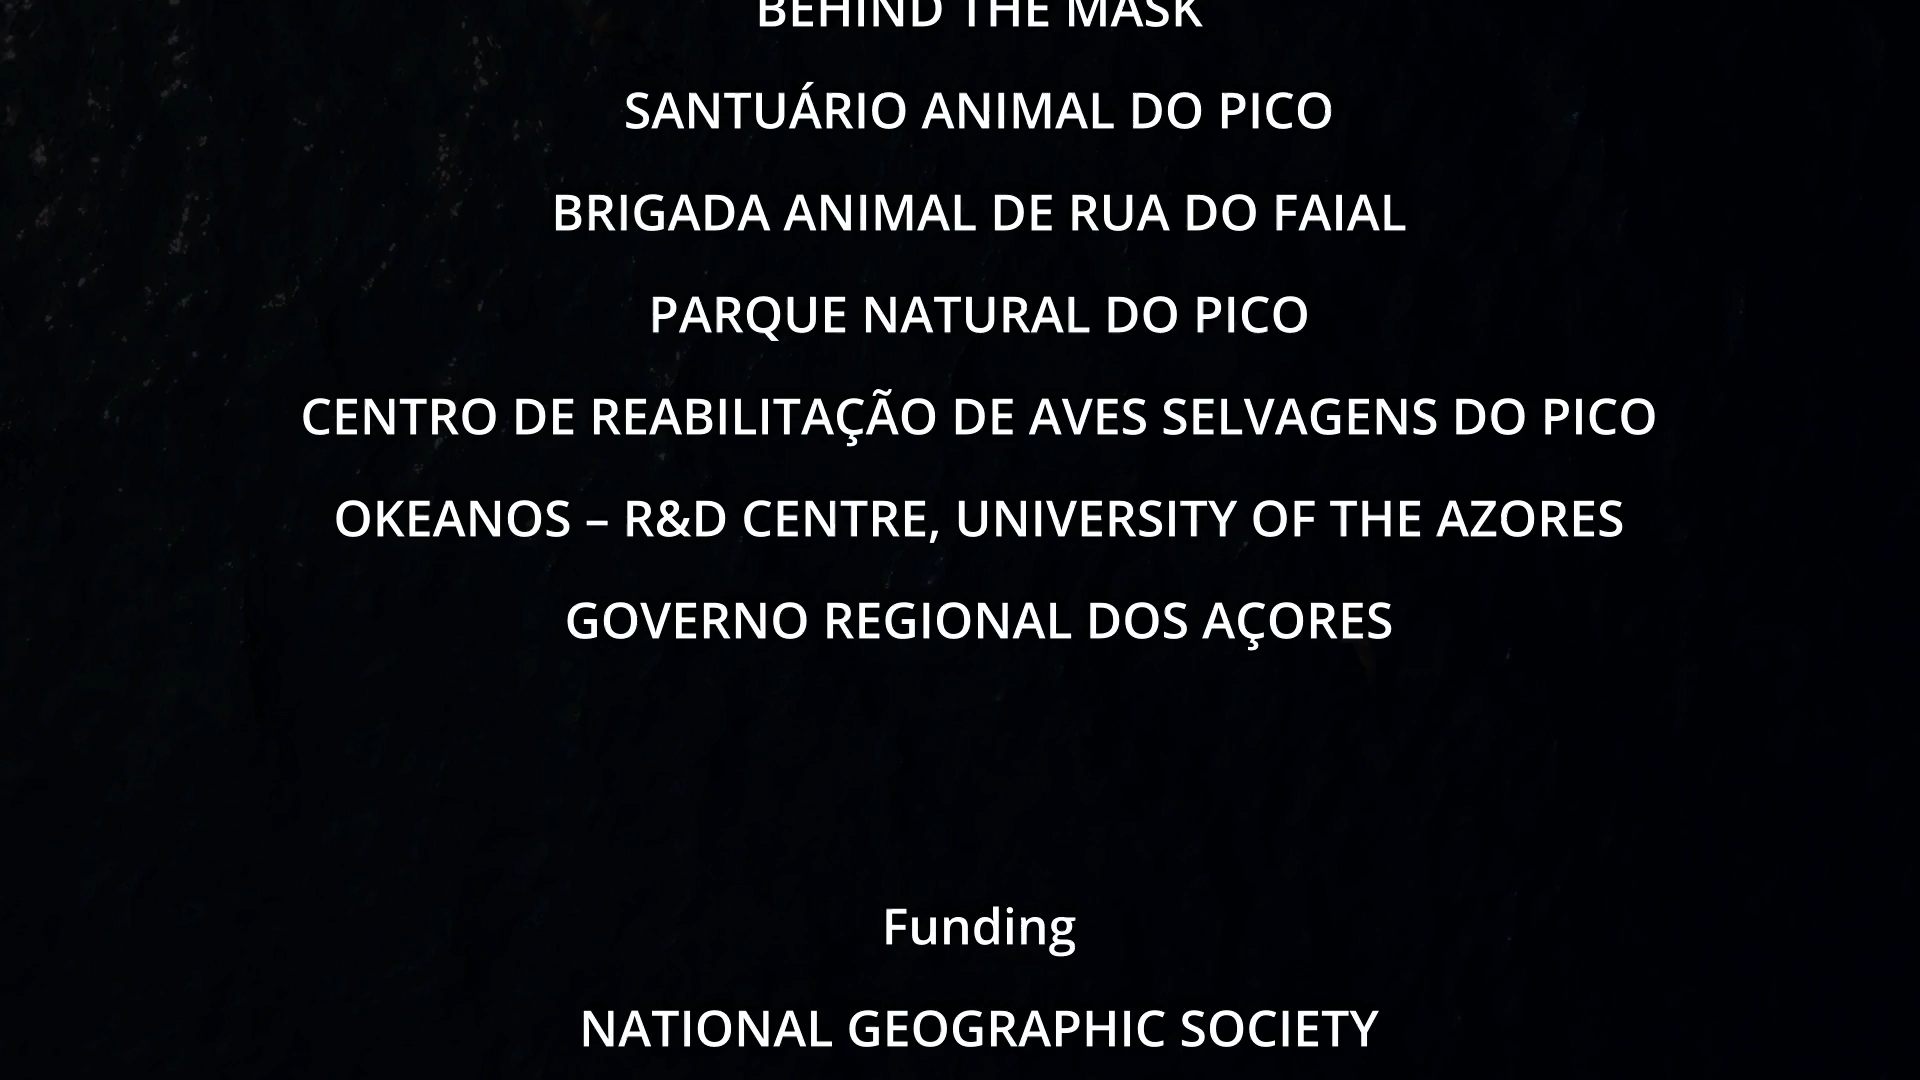 BEHIND THE MASK
SANTUÁRIO ANIMAL DO PICO
BRIGADA ANIMAL DE RUA DO FAIAL
PARQUE NATURAL DO PICO
CENTRO DE REABILITAÇÃO DE AVES SELVAGENS DO PICO
OKEANOS – R&D CENTRE, UNIVERSITY OF THE AZORES
GOVERNO REGIONAL DOS AÇORES
Funding
NATIONAL GEOGRAPHIC SOCIETY